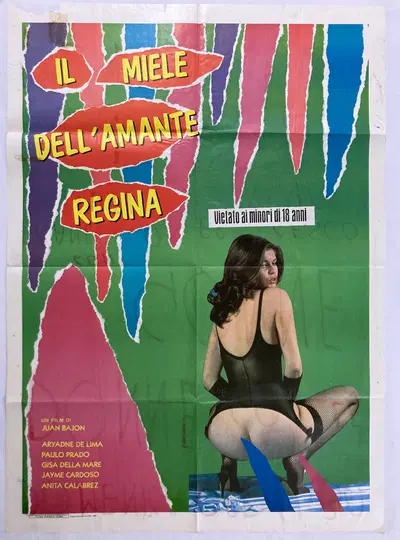 IL MIELE
DELL'AMANTE
REGINA
Vietato ai minori di 18 anni
UN FILM DI
JUAN BAJON
ARYADNE DE LIMA
PAULO PRADO
GISA DELLA MARE
JAYME CARDOSO
ANITA CALABREZ